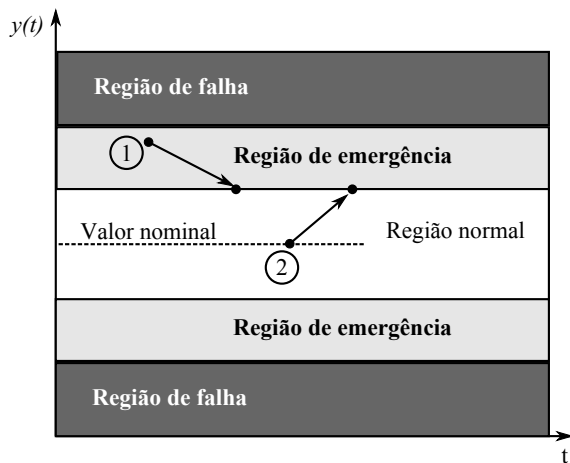 y(t)
Região de falha
1
Região de emergência
Valor nominal
Região normal
2
Região de emergência
Região de falha
t